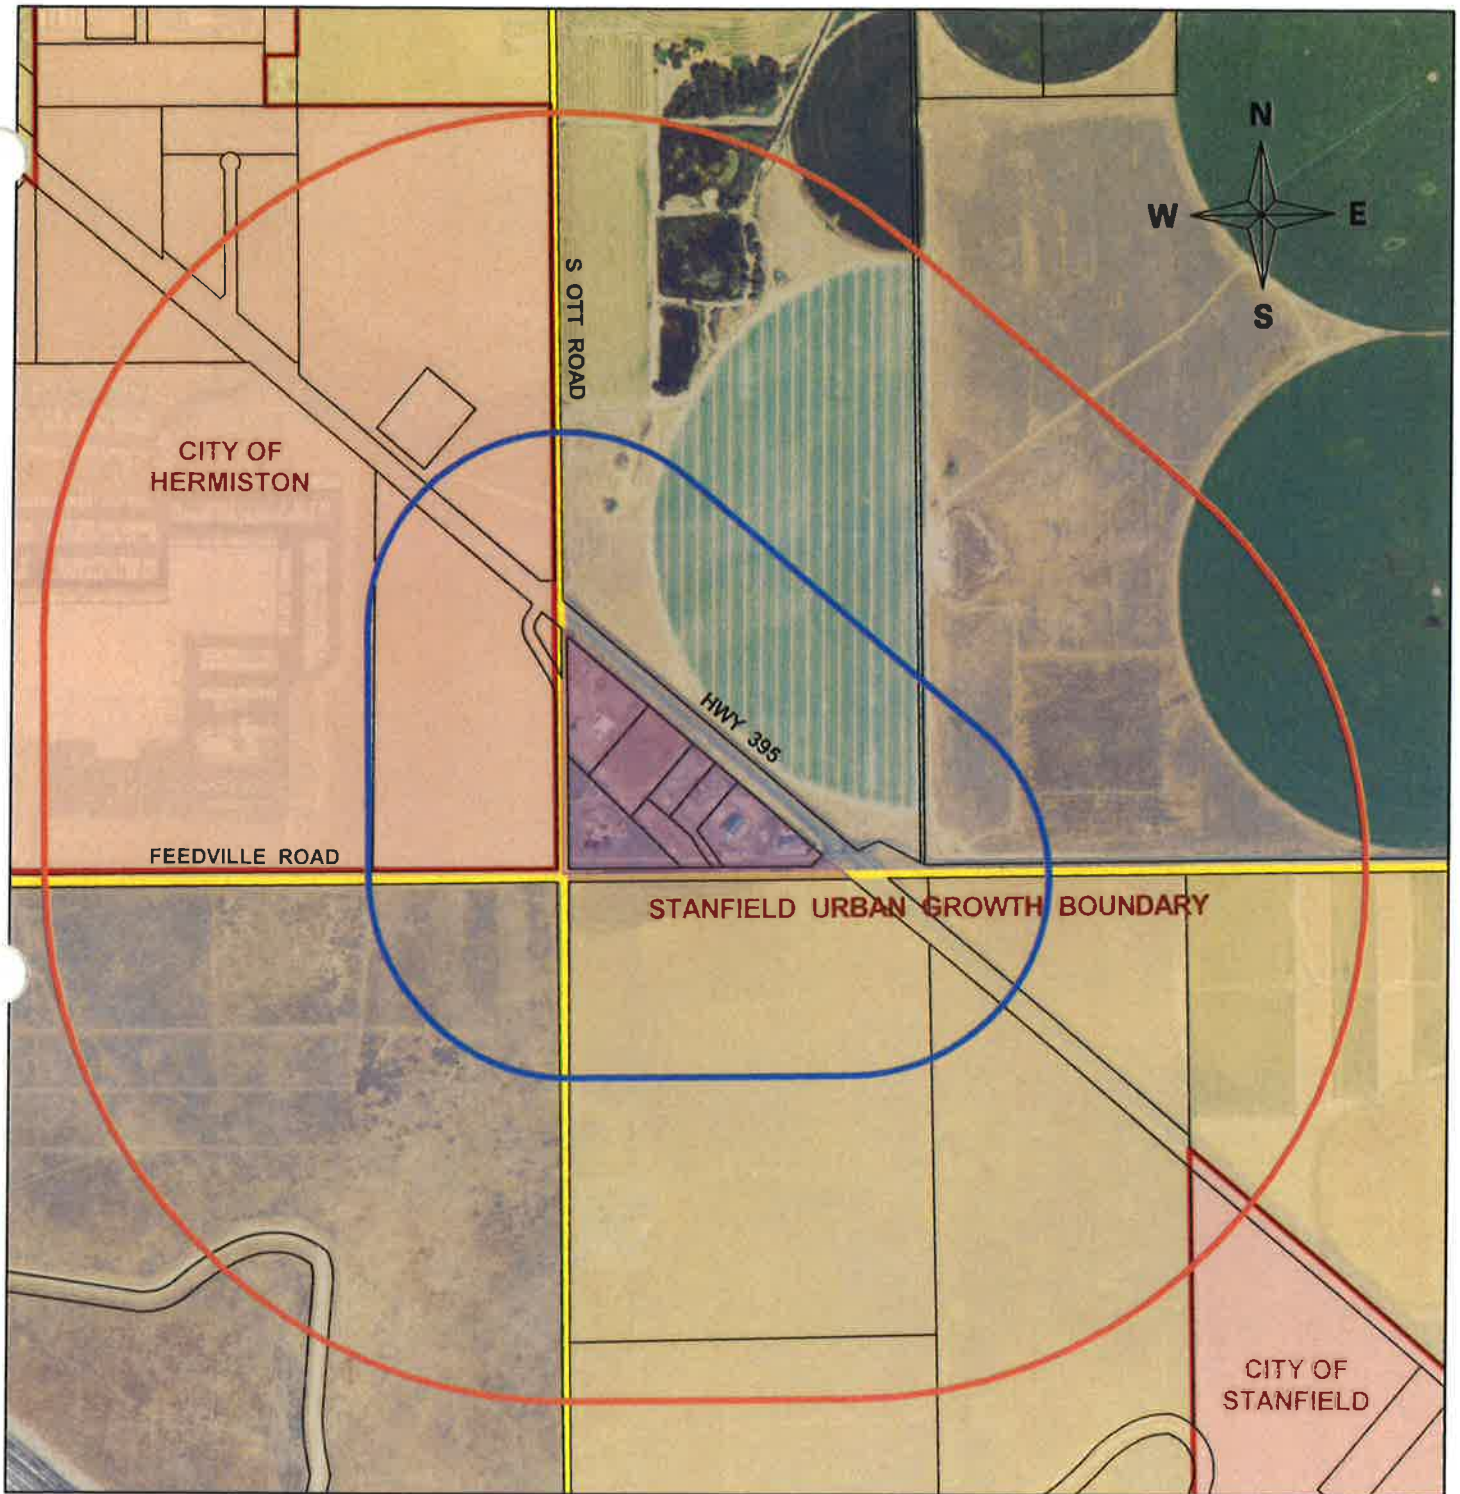 N
W E
S
S OTT ROAD
CITY OF
HERMISTON
HWY 395
FEEDVILLE ROAD
STANFIELD URBAN GROWTH BOUNDARY
CITY OF
STANFIELD